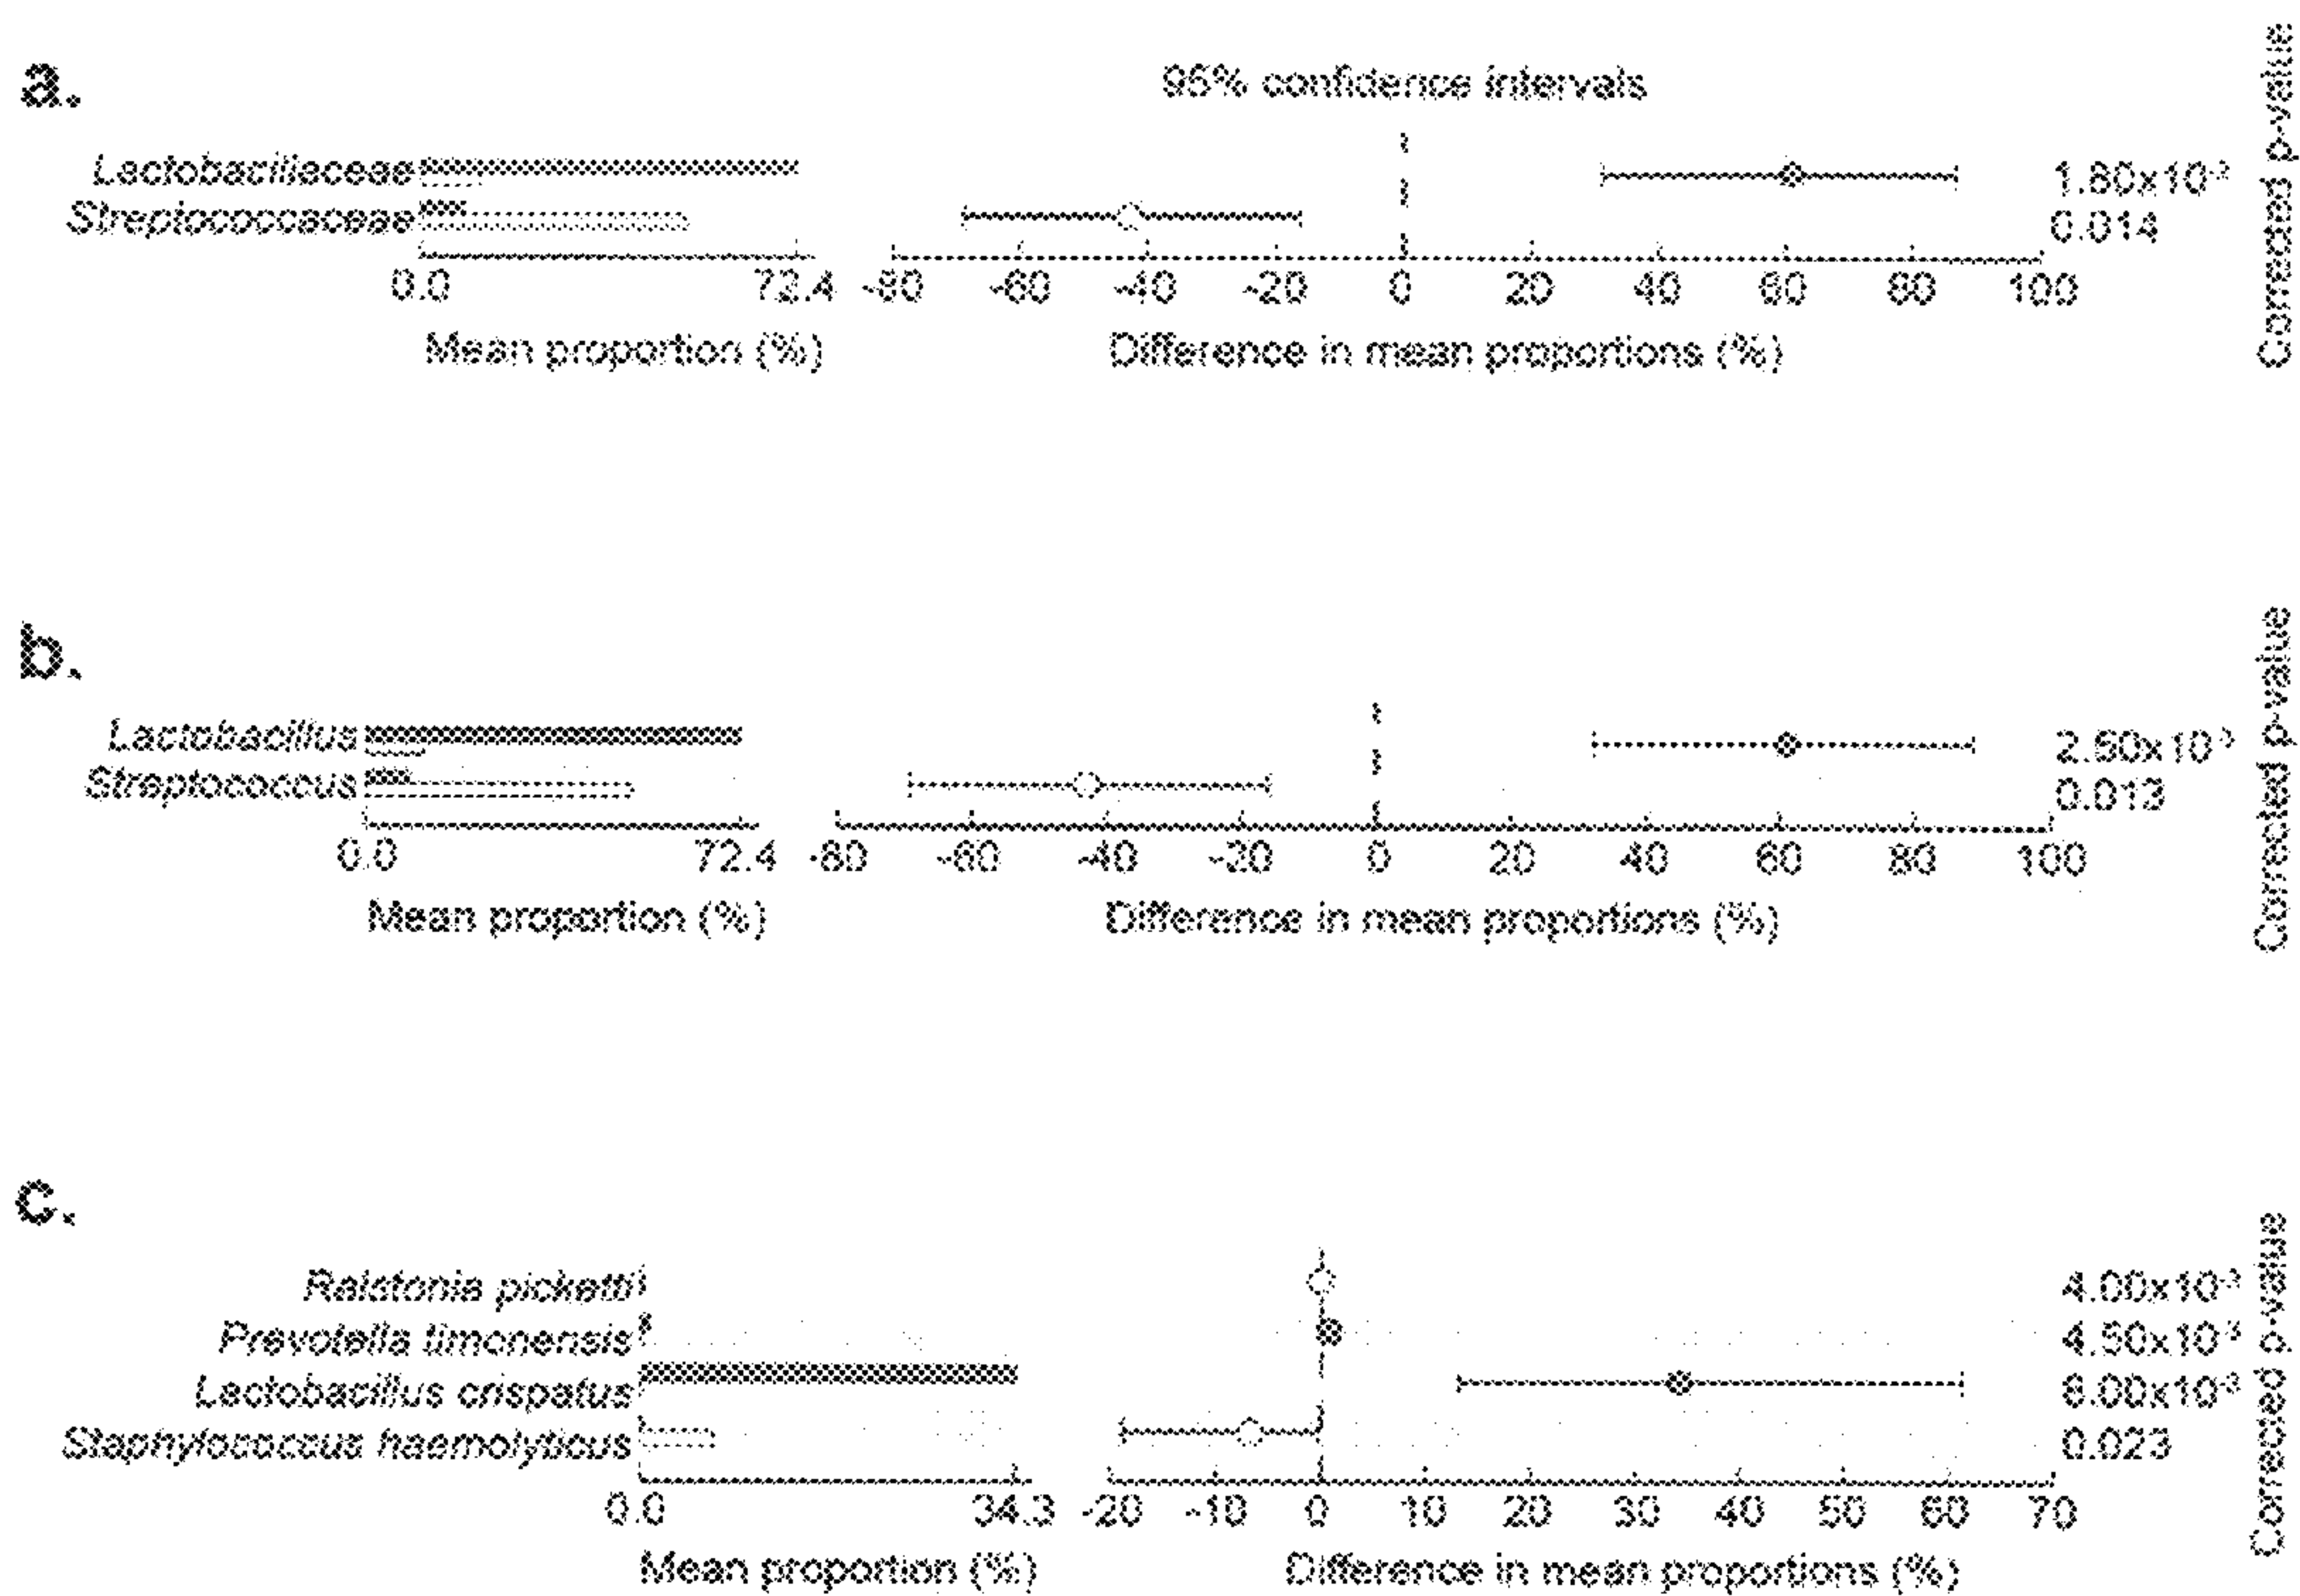 a.
95% confidence intervals
Lactobacillaceae
Streptococcaceae
1.80x10
0.014
0.0 72.4 -80 -60 -40 -20 0 20 40 60 80 100
Mean proportion (%) Difference in mean proportions (%)
Corrected p-value
b.
Lactobacillus
Streptococcus
2.60x10
0.013
0.0 72.4 -80 -60 -40 -20 0 20 40 60 80 100
Mean proportion (%) Difference in mean proportions (%)
Corrected p-value
c.
Ralstonia picketti 4.00x10⁻³
Prevotella timonensis
Lactobacillus crispatus 6.00x10⁻³
Staphylococcus haemolyticus 0.023
0.0 34.3 -20 -10 0 10 20 30 40 50 60 70
Mean proportion (%) Difference in mean proportions (%)
Corrected p-value